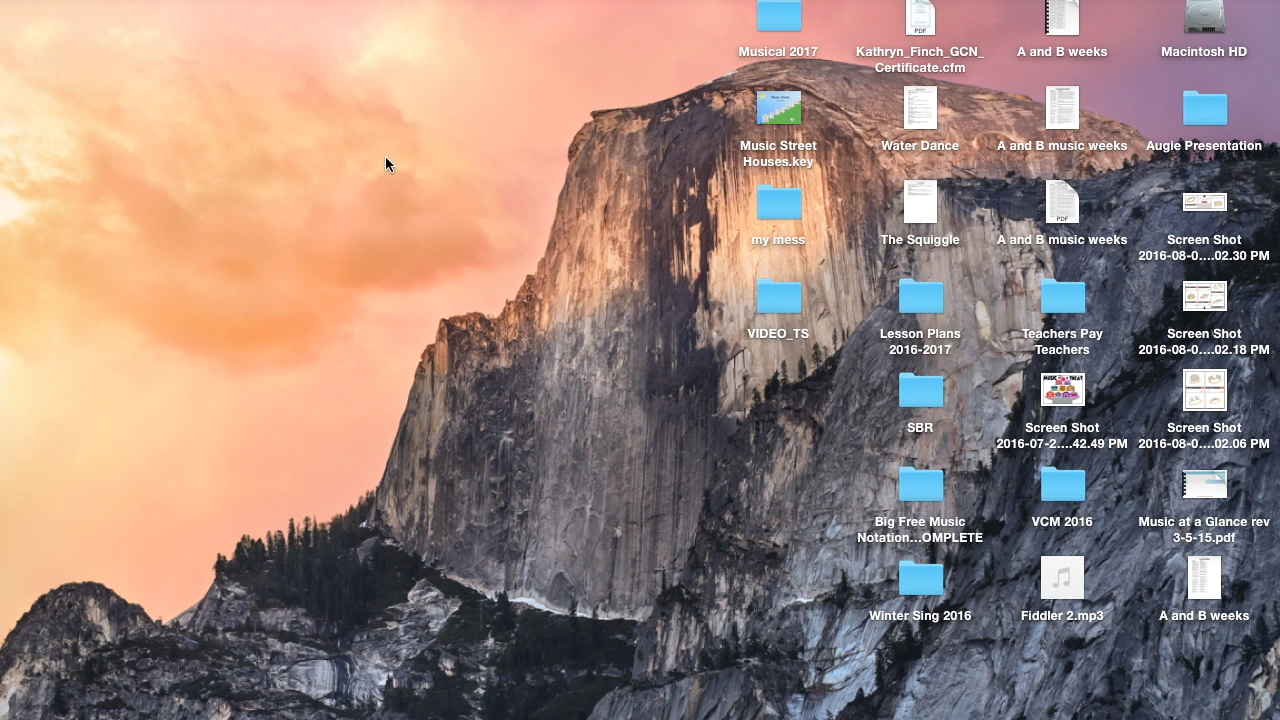 Musical 2017
Kathryn_Finch_GCN_
Certificate.cfm
PDF
A and B weeks
Macintosh HD
Music Street
Houses.key
Water Dance
A and B music weeks
Augie Presentation
my mess
The Squiggle
PDF
A and B music weeks
Screen Shot
2016-08-0....02.30 PM
VIDEO_TS
Lesson Plans
2016-2017
Teachers Pay
Teachers
Screen Shot
2016-08-0....02.18 PM
SBR
MUSIC TREAT
Screen Shot
2016-07-2....42.49 PM
Screen Shot
2016-08-0....02.06 PM
Big Free Music
Notation...OMPLETE
VCM 2016
Music at a Glance rev
3-5-15.pdf
Winter Sing 2016
Fiddler 2.mp3
A and B weeks